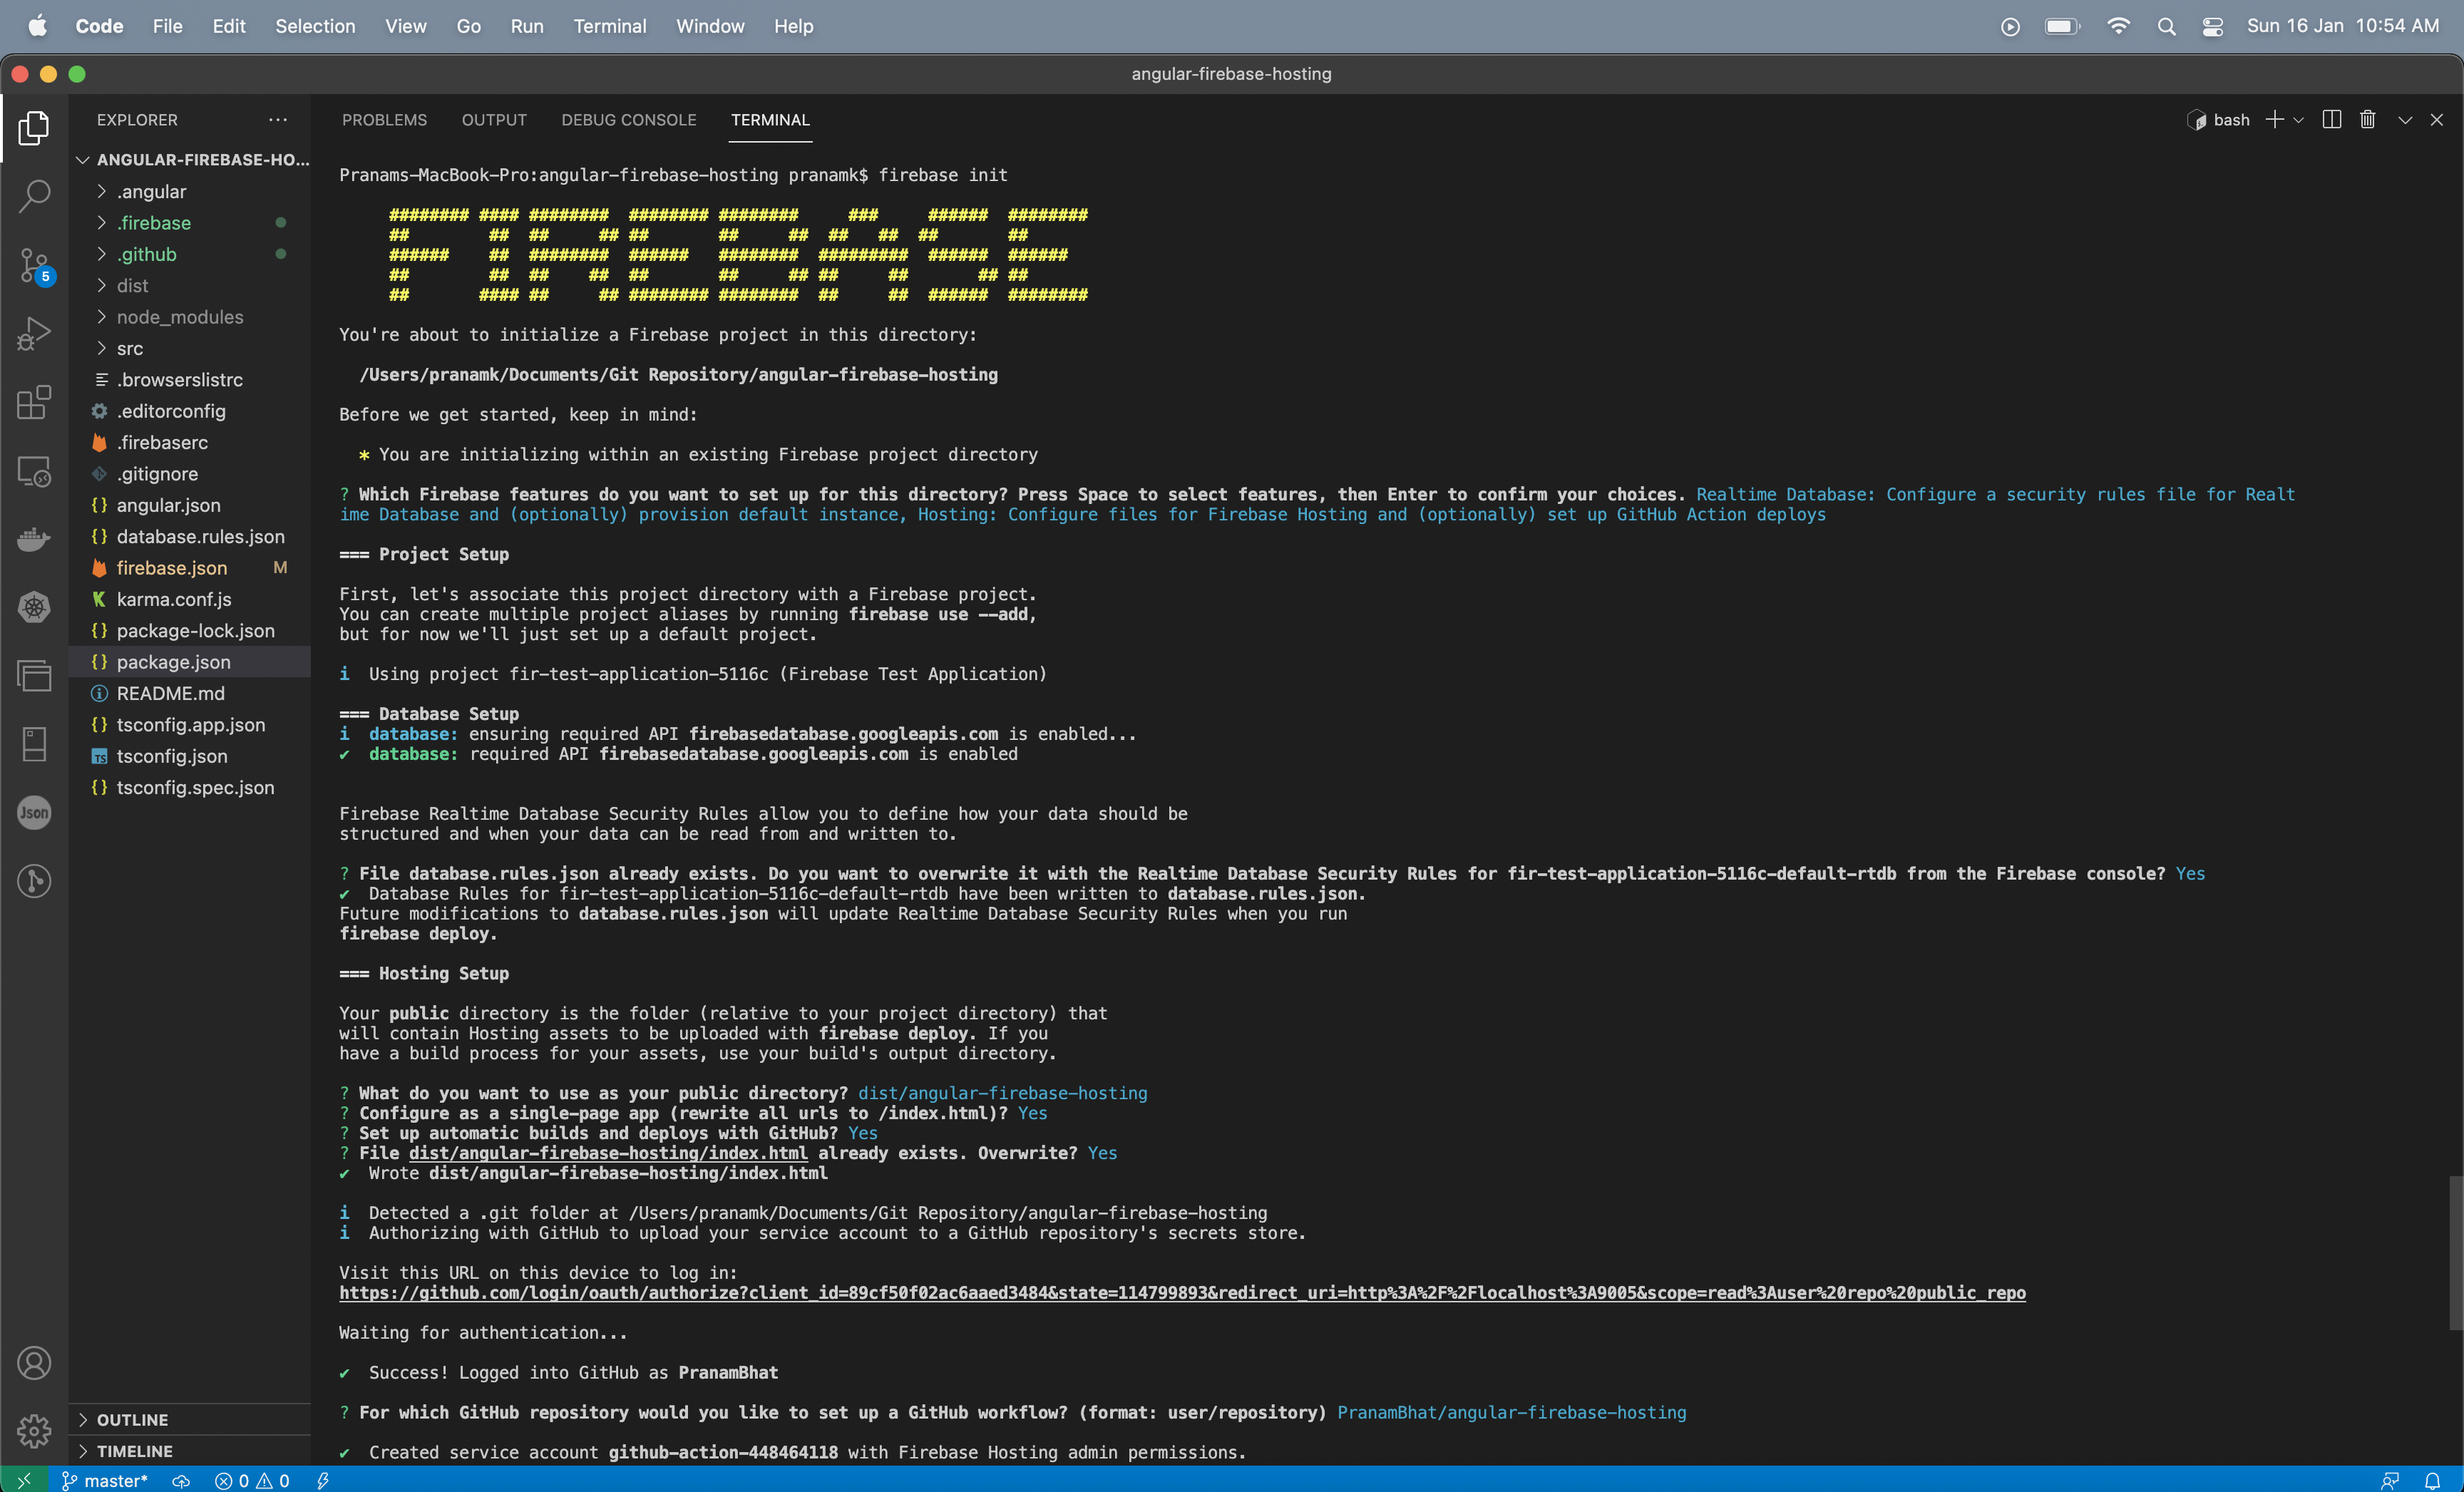 Code File Edit Selection View Go Run Terminal Window Help Sun 16 Jan 10:54 AM
angular-firebase-hosting
EXPLORER ···
ANGULAR-FIREBASE-HO...
.angular
.firebase
.github
dist
node_modules
src
.browserslistrc
.editorconfig
.firebaserc
.gitignore
{} angular.json
{} database.rules.json
firebase.json M
karma.conf.js
{} package-lock.json
{} package.json
README.md
{} tsconfig.app.json
TS tsconfig.json
{} tsconfig.spec.json
OUTLINE
TIMELINE
5
Json
PROBLEMS OUTPUT DEBUG CONSOLE TERMINAL bash
Pranams-MacBook-Pro:angular-firebase-hosting pranamk$ firebase init
######## #### ########  ######## ########     ###     ######  ########
##        ##  ##     ## ##       ##     ##  ##   ##  ##       ##
######    ##  ########  ######   ########  #########  ######  ######
##        ##  ##    ##  ##       ##     ## ##     ##       ## ##
##       #### ##     ## ######## ########  ##     ##  ######  ########
You're about to initialize a Firebase project in this directory:
/Users/pranamk/Documents/Git Repository/angular-firebase-hosting
Before we get started, keep in mind:
* You are initializing within an existing Firebase project directory
? Which Firebase features do you want to set up for this directory? Press Space to select features, then Enter to confirm your choices. Realtime Database: Configure a security rules file for Realt
ime Database and (optionally) provision default instance, Hosting: Configure files for Firebase Hosting and (optionally) set up GitHub Action deploys
=== Project Setup
First, let's associate this project directory with a Firebase project.
You can create multiple project aliases by running firebase use --add,
but for now we'll just set up a default project.
i  Using project fir-test-application-5116c (Firebase Test Application)
=== Database Setup
i  database: ensuring required API firebasedatabase.googleapis.com is enabled...
✔  database: required API firebasedatabase.googleapis.com is enabled
Firebase Realtime Database Security Rules allow you to define how your data should be
structured and when your data can be read from and written to.
? File database.rules.json already exists. Do you want to overwrite it with the Realtime Database Security Rules for fir-test-application-5116c-default-rtdb from the Firebase console? Yes
✔  Database Rules for fir-test-application-5116c-default-rtdb have been written to database.rules.json.
Future modifications to database.rules.json will update Realtime Database Security Rules when you run
firebase deploy.
=== Hosting Setup
Your public directory is the folder (relative to your project directory) that
will contain Hosting assets to be uploaded with firebase deploy. If you
have a build process for your assets, use your build's output directory.
? What do you want to use as your public directory? dist/angular-firebase-hosting
? Configure as a single-page app (rewrite all urls to /index.html)? Yes
? Set up automatic builds and deploys with GitHub? Yes
? File dist/angular-firebase-hosting/index.html already exists. Overwrite? Yes
✔  Wrote dist/angular-firebase-hosting/index.html
i  Detected a .git folder at /Users/pranamk/Documents/Git Repository/angular-firebase-hosting
i  Authorizing with GitHub to upload your service account to a GitHub repository's secrets store.
Visit this URL on this device to log in:
https://github.com/login/oauth/authorize?client_id=89cf50f02ac6aaed3484&state=114799893&redirect_uri=http%3A%2F%2Flocalhost%3A9005&scope=read%3Auser%20repo%20public_repo
Waiting for authentication...
✔  Success! Logged into GitHub as PranamBhat
? For which GitHub repository would you like to set up a GitHub workflow? (format: user/repository) PranamBhat/angular-firebase-hosting
✔  Created service account github-action-448464118 with Firebase Hosting admin permissions.
master* 0 0